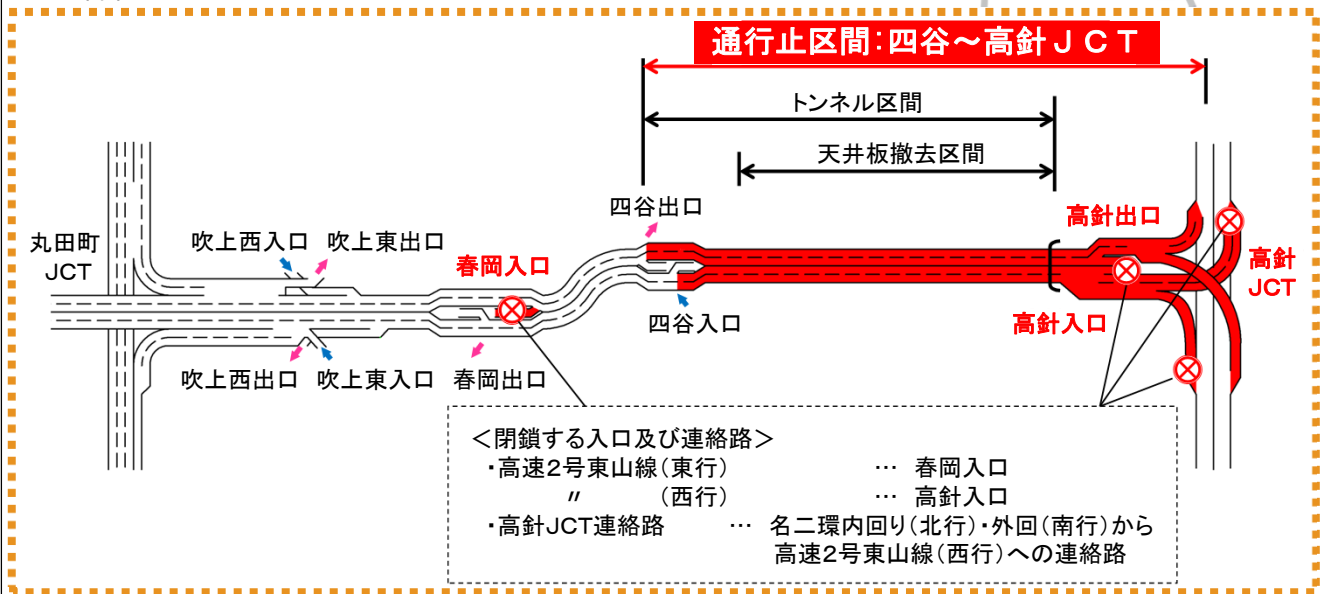 通行止区間:四谷～高針ＪＣＴ
トンネル区間
天井板撤去区間
四谷出口
高針出口
丸田町
JCT
吹上西入口
吹上東出口
春岡入口
高針
JCT
四谷入口
高針入口
吹上西出口
吹上東入口
春岡出口
＜閉鎖する入口及び連絡路＞
・高速2号東山線（東行） … 春岡入口
〃 （西行） … 高針入口
・高針JCT連絡路 … 名二環内回り（北行）・外回（南行）から
高速2号東山線（西行）への連絡路